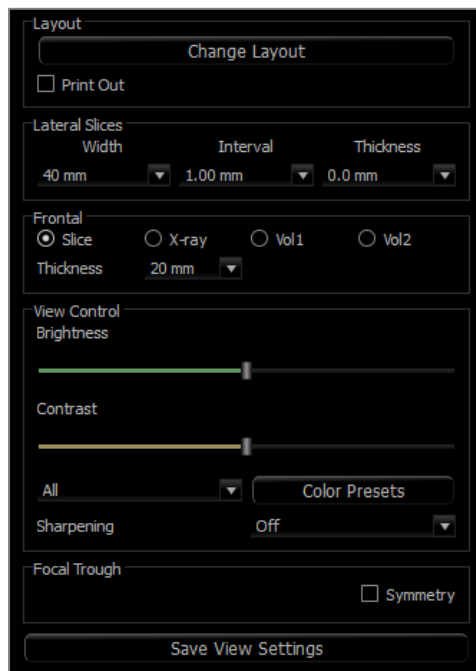 Layout
Change Layout
Print Out
Lateral Slices
Width Interval Thickness
40 mm 1.00 mm 0.0 mm
Frontal
Slice X-ray Vol1 Vol2
Thickness 20 mm
View Control
Brightness
Contrast
All Color Presets
Sharpening Off
Focal Trough
Symmetry
Save View Settings